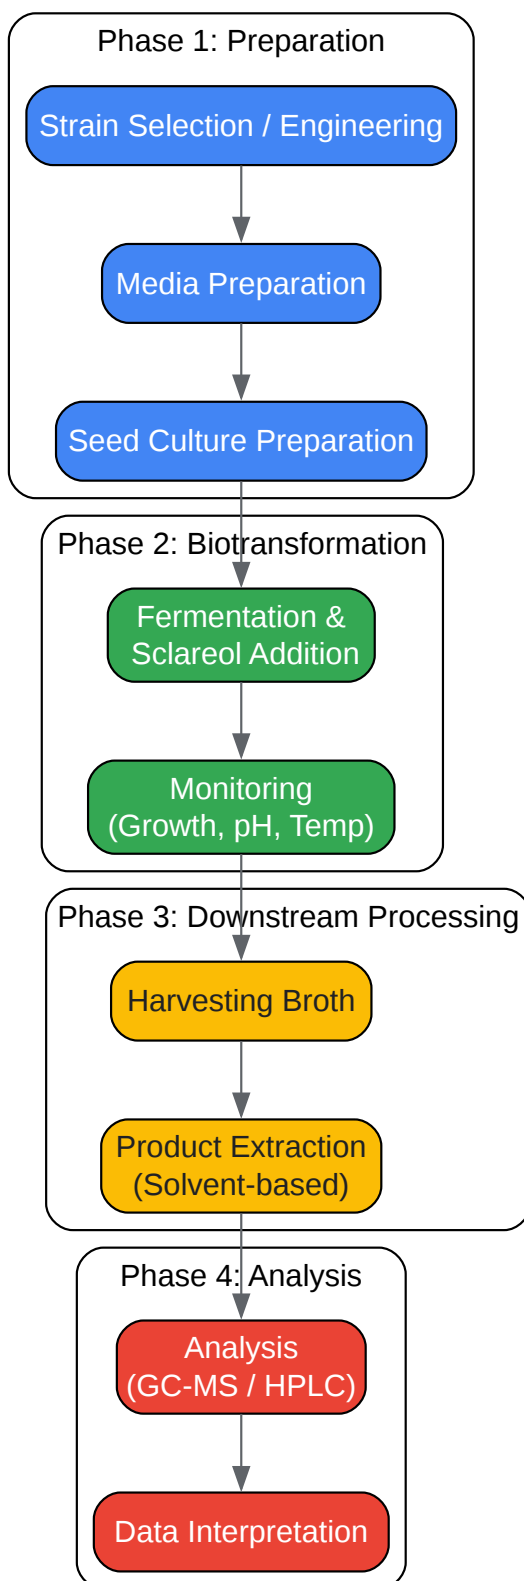 Phase 1: Preparation
Strain Selection / Engineering
Media Preparation
Seed Culture Preparation
Phase 2: Biotransformation
Fermentation &
Sclareol Addition
Monitoring
(Growth, pH, Temp)
Phase 3: Downstream Processing
Harvesting Broth
Product Extraction
(Solvent-based)
Phase 4: Analysis
Analysis
(GC-MS / HPLC)
Data Interpretation